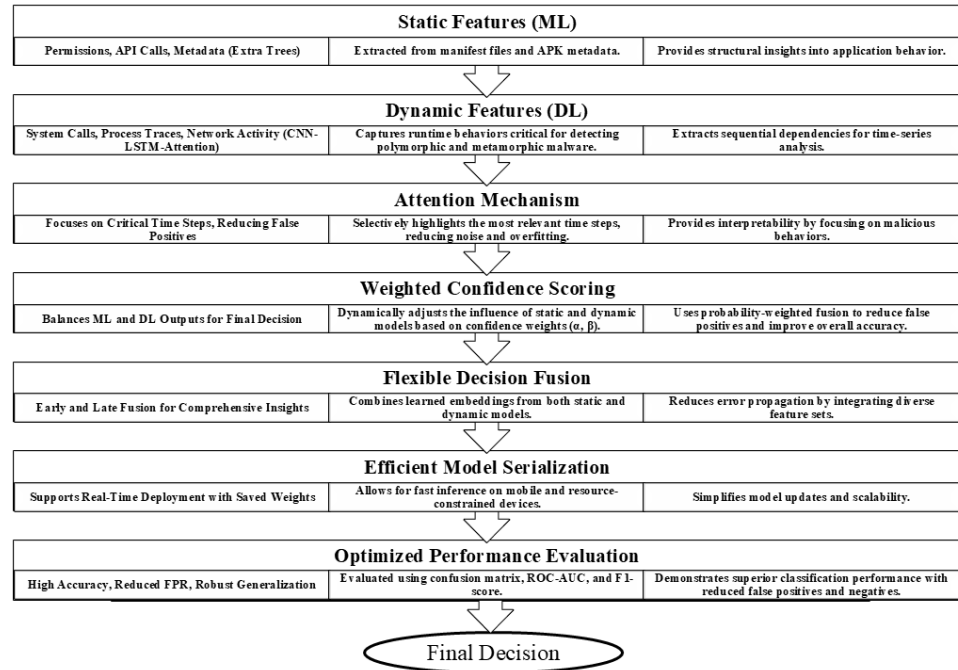 Static Features (ML)
Permissions, API Calls, Metadata (Extra Trees)
Extracted from manifest files and APK metadata.
Provides structural insights into application behavior.
Dynamic Features (DL)
System Calls, Process Traces, Network Activity (CNN-
LSTM-Attention)
Captures runtime behaviors critical for detecting
polymorphic and metamorphic malware.
Extracts sequential dependencies for time-series
analysis.
Attention Mechanism
Focuses on Critical Time Steps, Reducing False
Positives
Selectively highlights the most relevant time steps,
reducing noise and overfitting.
Provides interpretability by focusing on malicious
behaviors.
Weighted Confidence Scoring
Balances ML and DL Outputs for Final Decision
Dynamically adjusts the influence of static and dynamic
models based on confidence weights (α, β).
Uses probability-weighted fusion to reduce false
positives and improve overall accuracy.
Flexible Decision Fusion
Early and Late Fusion for Comprehensive Insights
Combines learned embeddings from both static and
dynamic models.
Reduces error propagation by integrating diverse
feature sets.
Efficient Model Serialization
Supports Real-Time Deployment with Saved Weights
Allows for fast inference on mobile and resource-
constrained devices.
Simplifies model updates and scalability.
Optimized Performance Evaluation
High Accuracy, Reduced FPR, Robust Generalization
Evaluated using confusion matrix, ROC-AUC, and F1-
score.
Demonstrates superior classification performance with
reduced false positives and negatives.
Final Decision